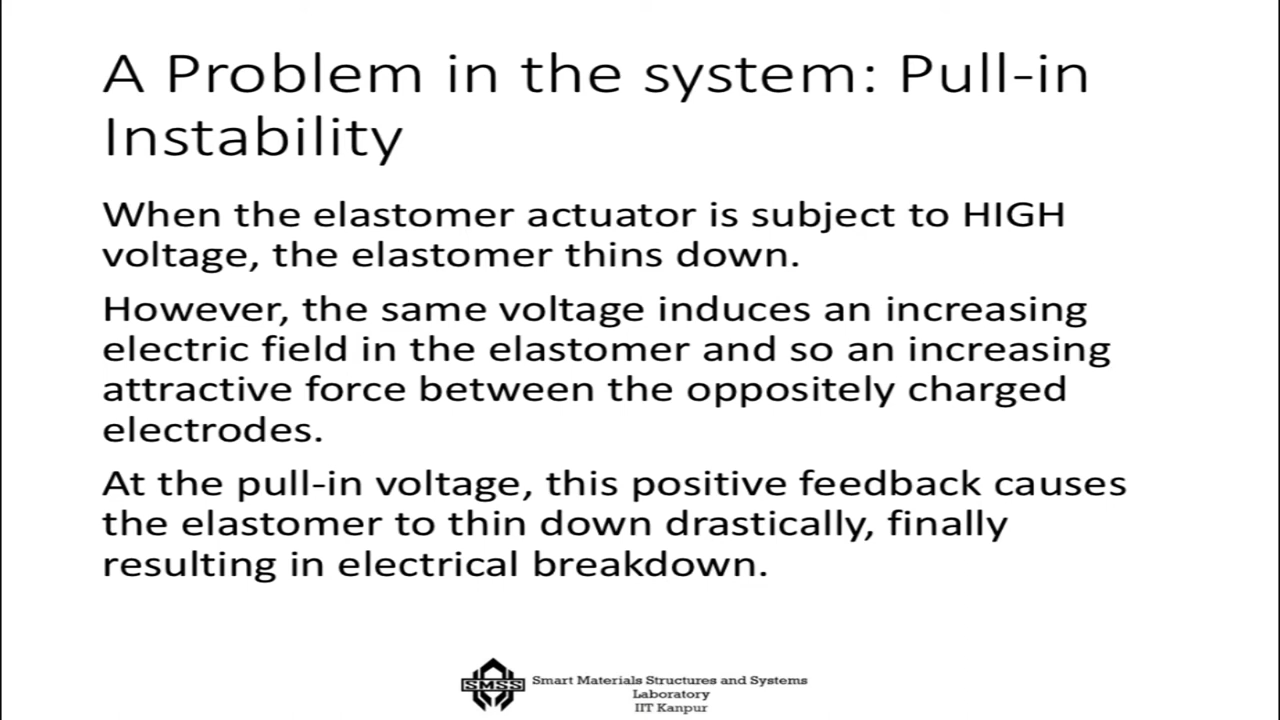 A Problem in the system: Pull-in
Instability
When the elastomer actuator is subject to HIGH
voltage, the elastomer thins down.
However, the same voltage induces an increasing
electric field in the elastomer and so an increasing
attractive force between the oppositely charged
electrodes.
At the pull-in voltage, this positive feedback causes
the elastomer to thin down drastically, finally
resulting in electrical breakdown.
SMSS
Smart Materials Structures and Systems
Laboratory
IIT Kanpur